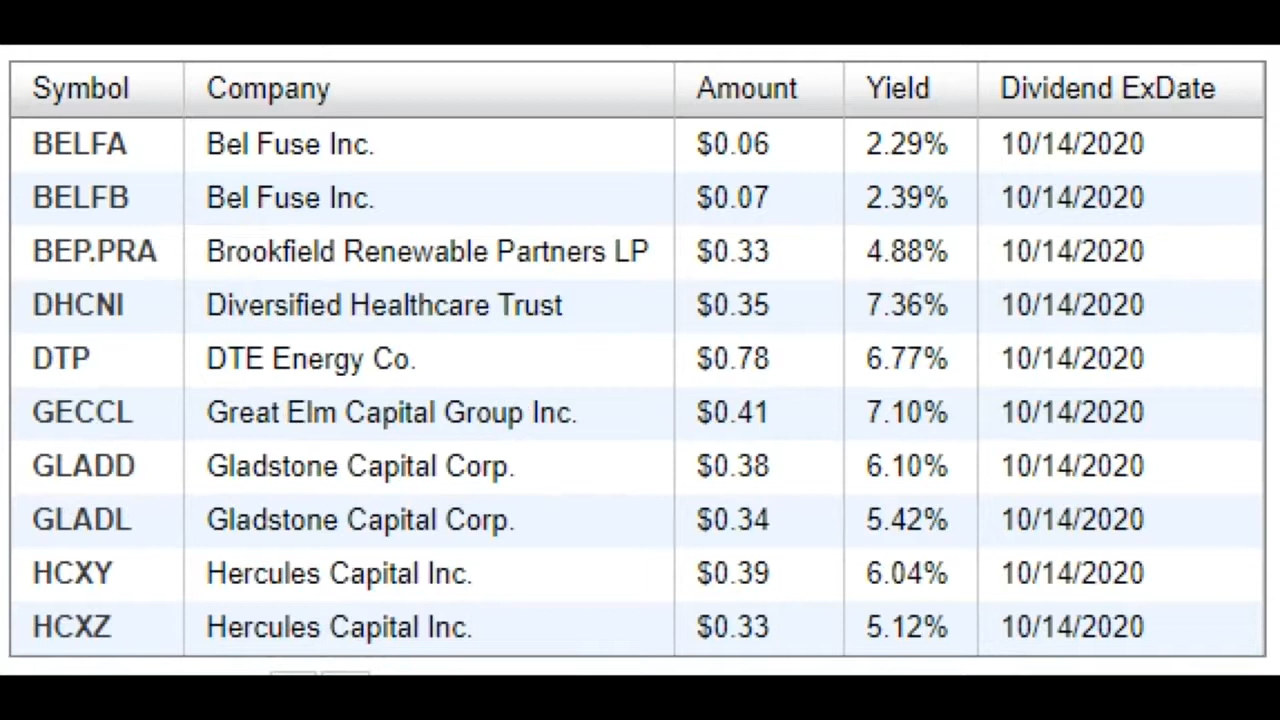 Symbol Company Amount Yield Dividend ExDate
BELFA Bel Fuse Inc. $0.06 2.29% 10/14/2020
BELFB Bel Fuse Inc. $0.07 2.39% 10/14/2020
BEP.PRA Brookfield Renewable Partners LP $0.33 4.88% 10/14/2020
DHCNI Diversified Healthcare Trust $0.35 7.36% 10/14/2020
DTP DTE Energy Co. $0.78 6.77% 10/14/2020
GECCL Great Elm Capital Group Inc. $0.41 7.10% 10/14/2020
GLADD Gladstone Capital Corp. $0.38 6.10% 10/14/2020
GLADL Gladstone Capital Corp. $0.34 5.42% 10/14/2020
HCXY Hercules Capital Inc. $0.39 6.04% 10/14/2020
HCXZ Hercules Capital Inc. $0.33 5.12% 10/14/2020